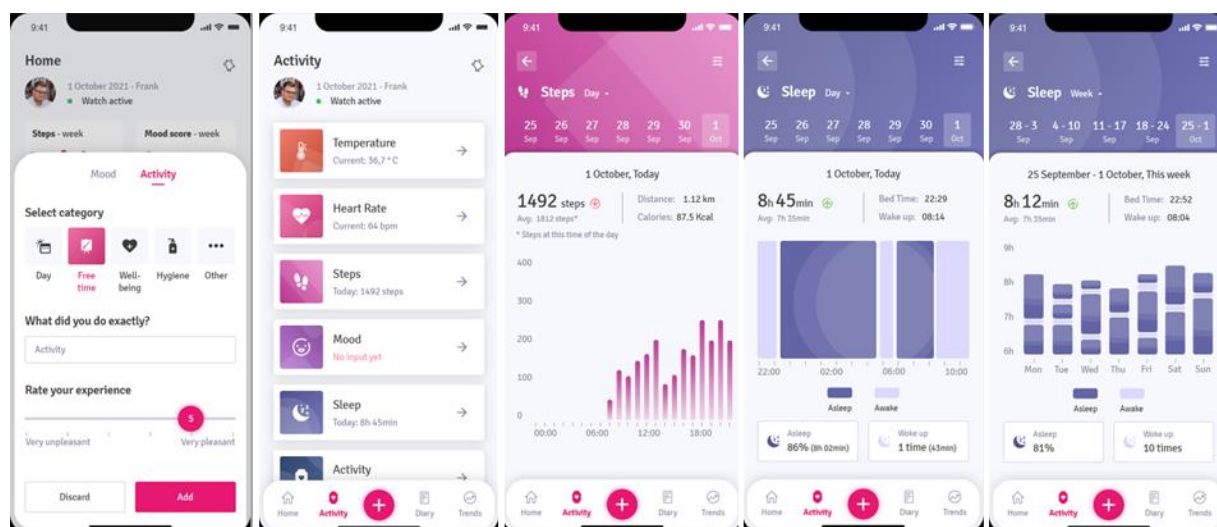 9:41
Home
1 October 2021 - Frank
Watch active
Steps - week
Mood score - week
Mood
Activity
Select category
Day
Free time
Well-being
Hygiene
Other
What did you do exactly?
Activity
Rate your experience
5
Very unpleasant
Very pleasant
Discard
Add
9:41
Activity
1 October 2021 - Frank
Watch active
Temperature
Current: 36,7 °C
Heart Rate
Current: 64 bpm
Steps
Today: 1492 steps
Mood
No input yet
Sleep
Today: 8h 45min
Activity
Home
Activity
Diary
Trends
9:41
Steps Day
25 26 27 28 29 30 1
Sep Sep Sep Sep Sep Sep Oct
1 October, Today
1492 steps
Avg: 1812 steps*
* Steps at this time of the day
Distance: 1.12 km
Calories: 87.5 Kcal
400
300
200
100
0
00:00 06:00 12:00 18:00
Home
Activity
Diary
Trends
9:41
Sleep Day
25 26 27 28 29 30 1
Sep Sep Sep Sep Sep Sep Oct
1 October, Today
8h 45min
Avg: 7h 35min
Bed Time: 22:29
Wake up: 08:14
22:00 02:00 06:00 10:00
Asleep
Awake
Asleep
86% (8h 02min)
Woke up
1 time (43min)
Home
Activity
Diary
Trends
9:41
Sleep Week
28 - 3 4 - 10 11 - 17 18 - 24 25 - 1
Sep Sep Sep Sep Oct
25 September - 1 October, This week
8h 12min
Avg: 7h 35min
Bed Time: 22:52
Wake up: 08:04
9h
8h
7h
6h
Mon Tue Wed Thu Fri Sat Sun
Asleep
Awake
Asleep
81%
Woke up
10 times
Home
Activity
Diary
Trends